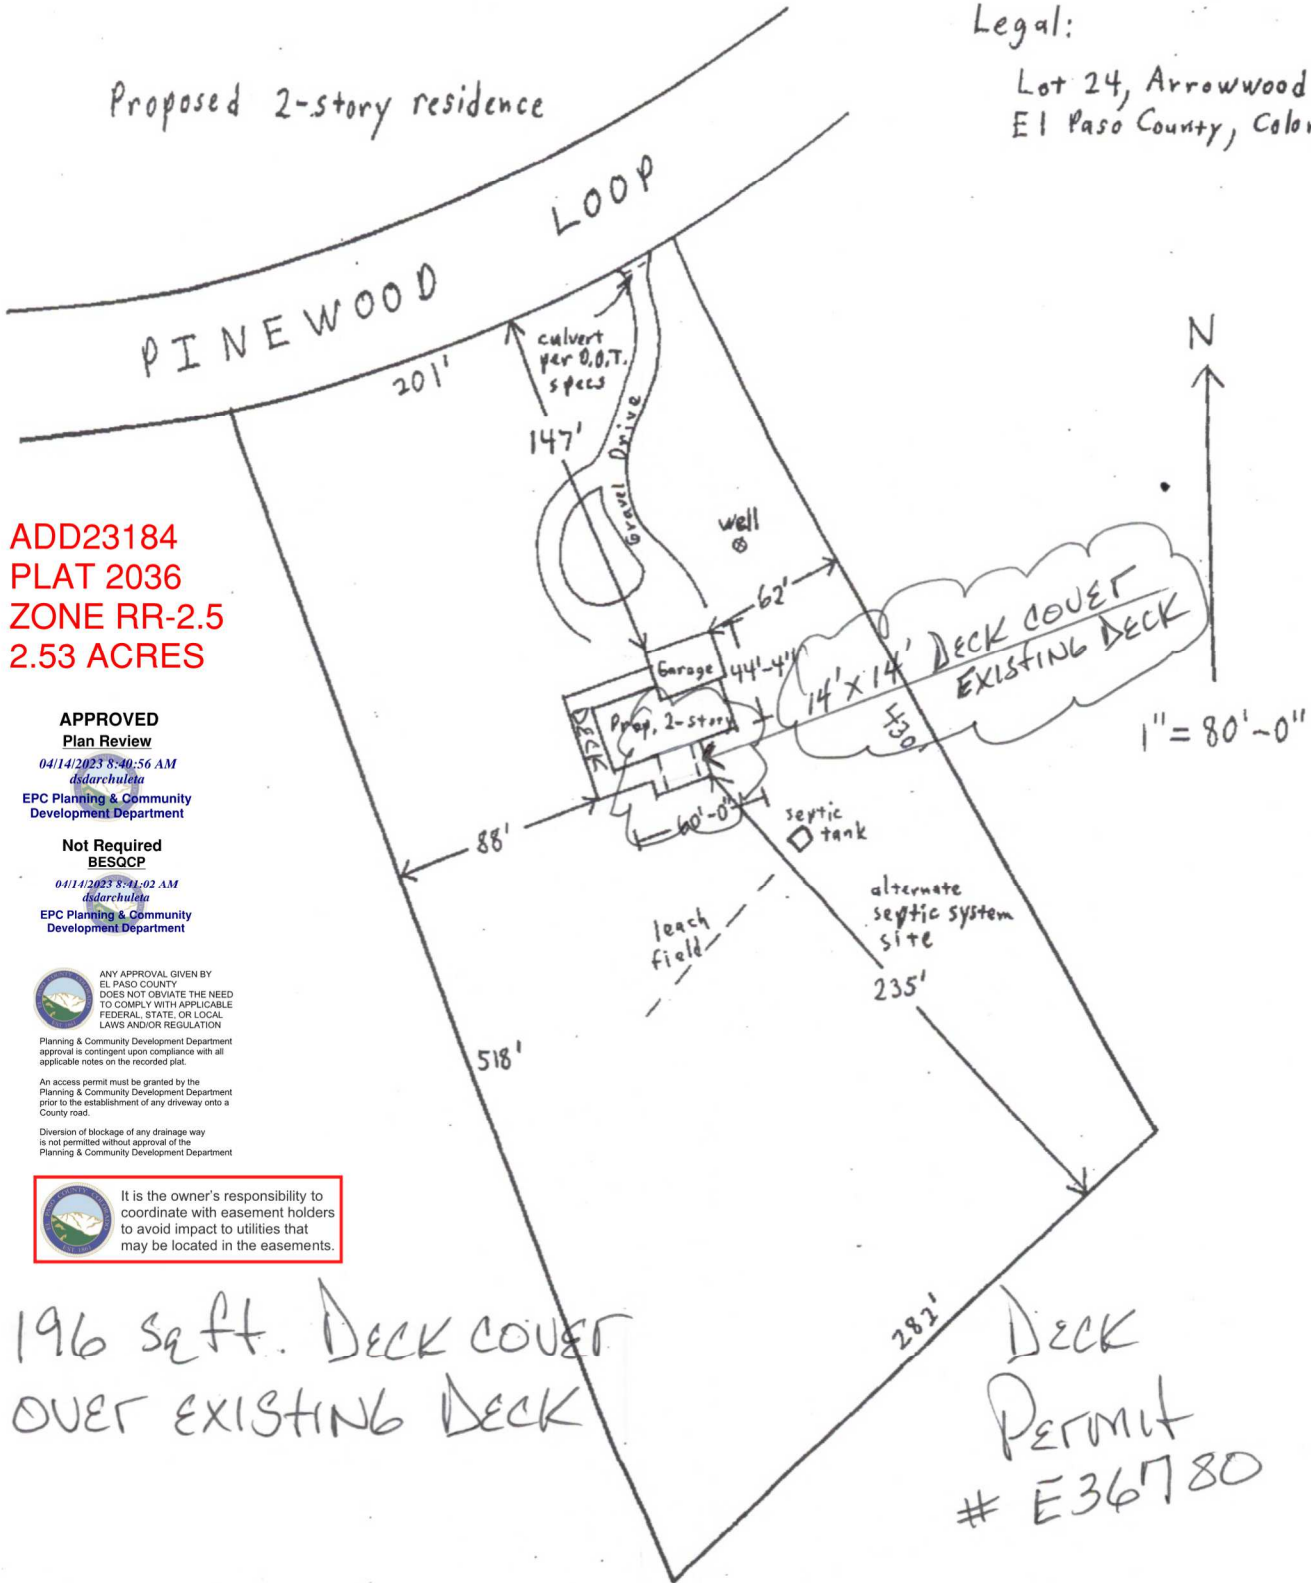 Legal:
Lot 24, Arrowwood
El Paso County, Color
Proposed 2-story residence
PINEWOOD LOOP
201'
culvert
per D.O.T.
specs
147'
Gravel Drive
well
62'
N
1" = 80'-0"
14' x 14' DECK COVER
EXISTING DECK
430'
Garage
44'-4"
Prop. 2-story
DECK
60'-0"
88'
septic
tank
alternate
septic system
site
leach
field
235'
518'
282'
ADD23184
PLAT 2036
ZONE RR-2.5
2.53 ACRES
APPROVED
Plan Review
04/14/2023 8:40:56 AM
dsdarchuleta
EPC Planning & Community
Development Department
Not Required
BESQCP
04/14/2023 8:41:02 AM
dsdarchuleta
EPC Planning & Community
Development Department
ANY APPROVAL GIVEN BY
EL PASO COUNTY
DOES NOT OBVIATE THE NEED
TO COMPLY WITH APPLICABLE
FEDERAL, STATE, OR LOCAL
LAWS AND/OR REGULATION
Planning & Community Development Department
approval is contingent upon compliance with all
applicable notes on the recorded plat.
An access permit must be granted by the
Planning & Community Development Department
prior to the establishment of any driveway onto a
County road.
Diversion of blockage of any drainage way
is not permitted without approval of the
Planning & Community Development Department
It is the owner's responsibility to
coordinate with easement holders
to avoid impact to utilities that
may be located in the easements.
196 sq ft. DECK COVER
OVER EXISTING DECK
DECK
PERMIT
# E36780